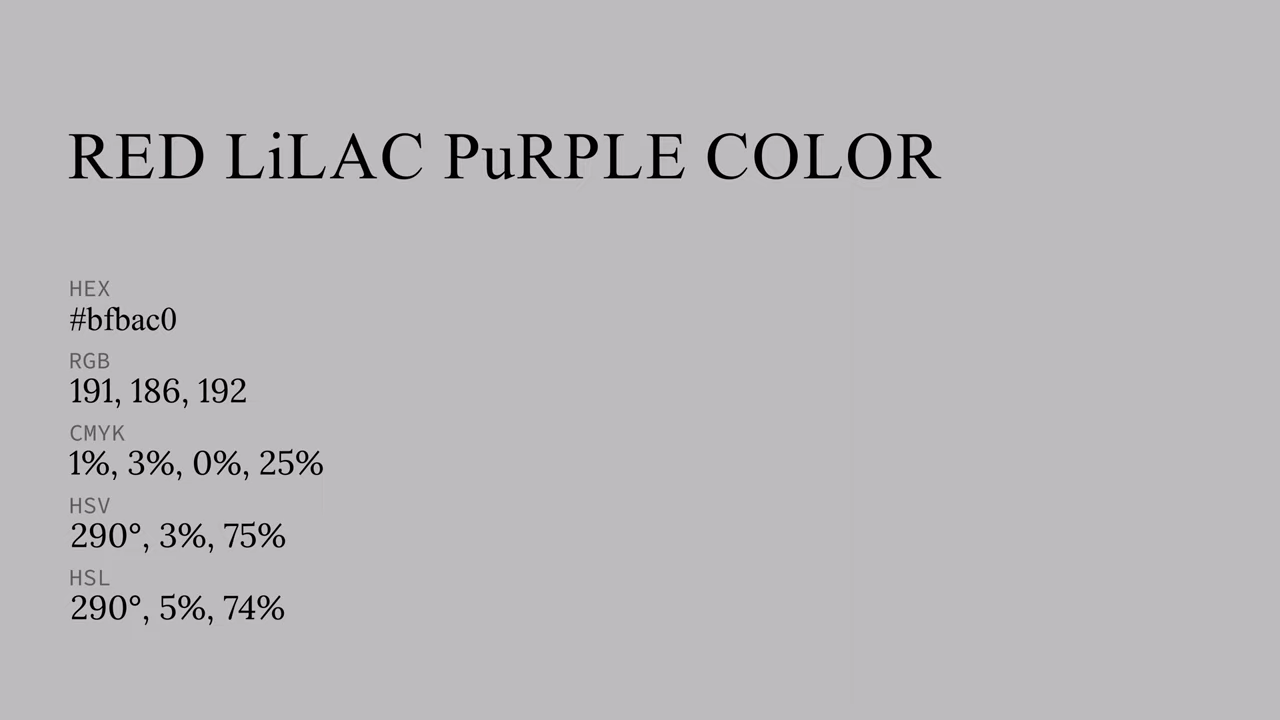 RED LiLAC PuRPLE COLOR
HEX
#bfbac0
RGB
191, 186, 192
CMYK
1%, 3%, 0%, 25%
HSV
290°, 3%, 75%
HSL
290°, 5%, 74%